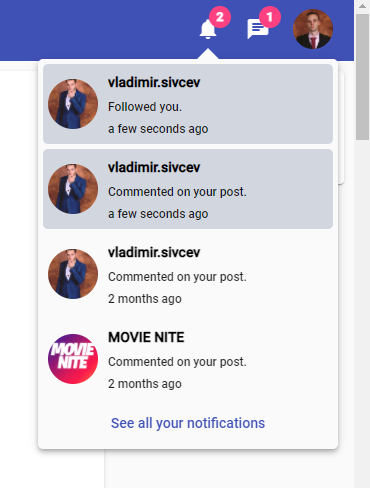 2 1
vladimir.sivcev
Followed you.
a few seconds ago
vladimir.sivcev
Commented on your post.
a few seconds ago
vladimir.sivcev
Commented on your post.
2 months ago
MOVIE
NITE
MOVIE NITE
Commented on your post.
2 months ago
See all your notifications